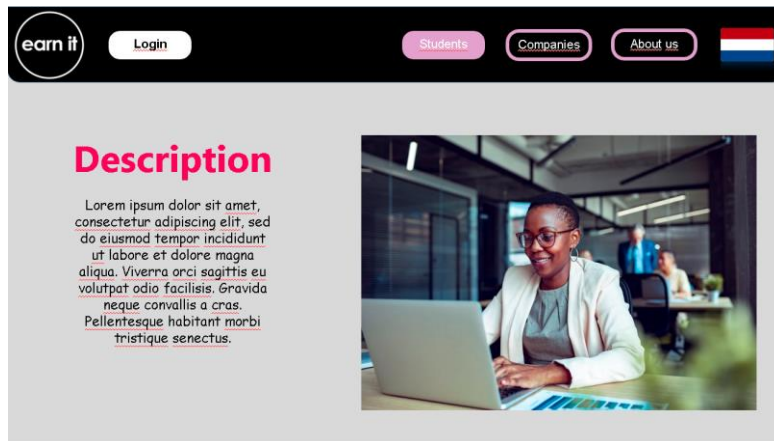 earn it
Login
Students
Companies
About us
Description
Lorem ipsum dolor sit amet,
consectetur adipiscing elit, sed
do eiusmod tempor incididunt
ut labore et dolore magna
aliqua. Viverra orci sagittis eu
volutpat odio facilisis. Gravida
neque convallis a cras.
Pellentesque habitant morbi
tristique senectus.